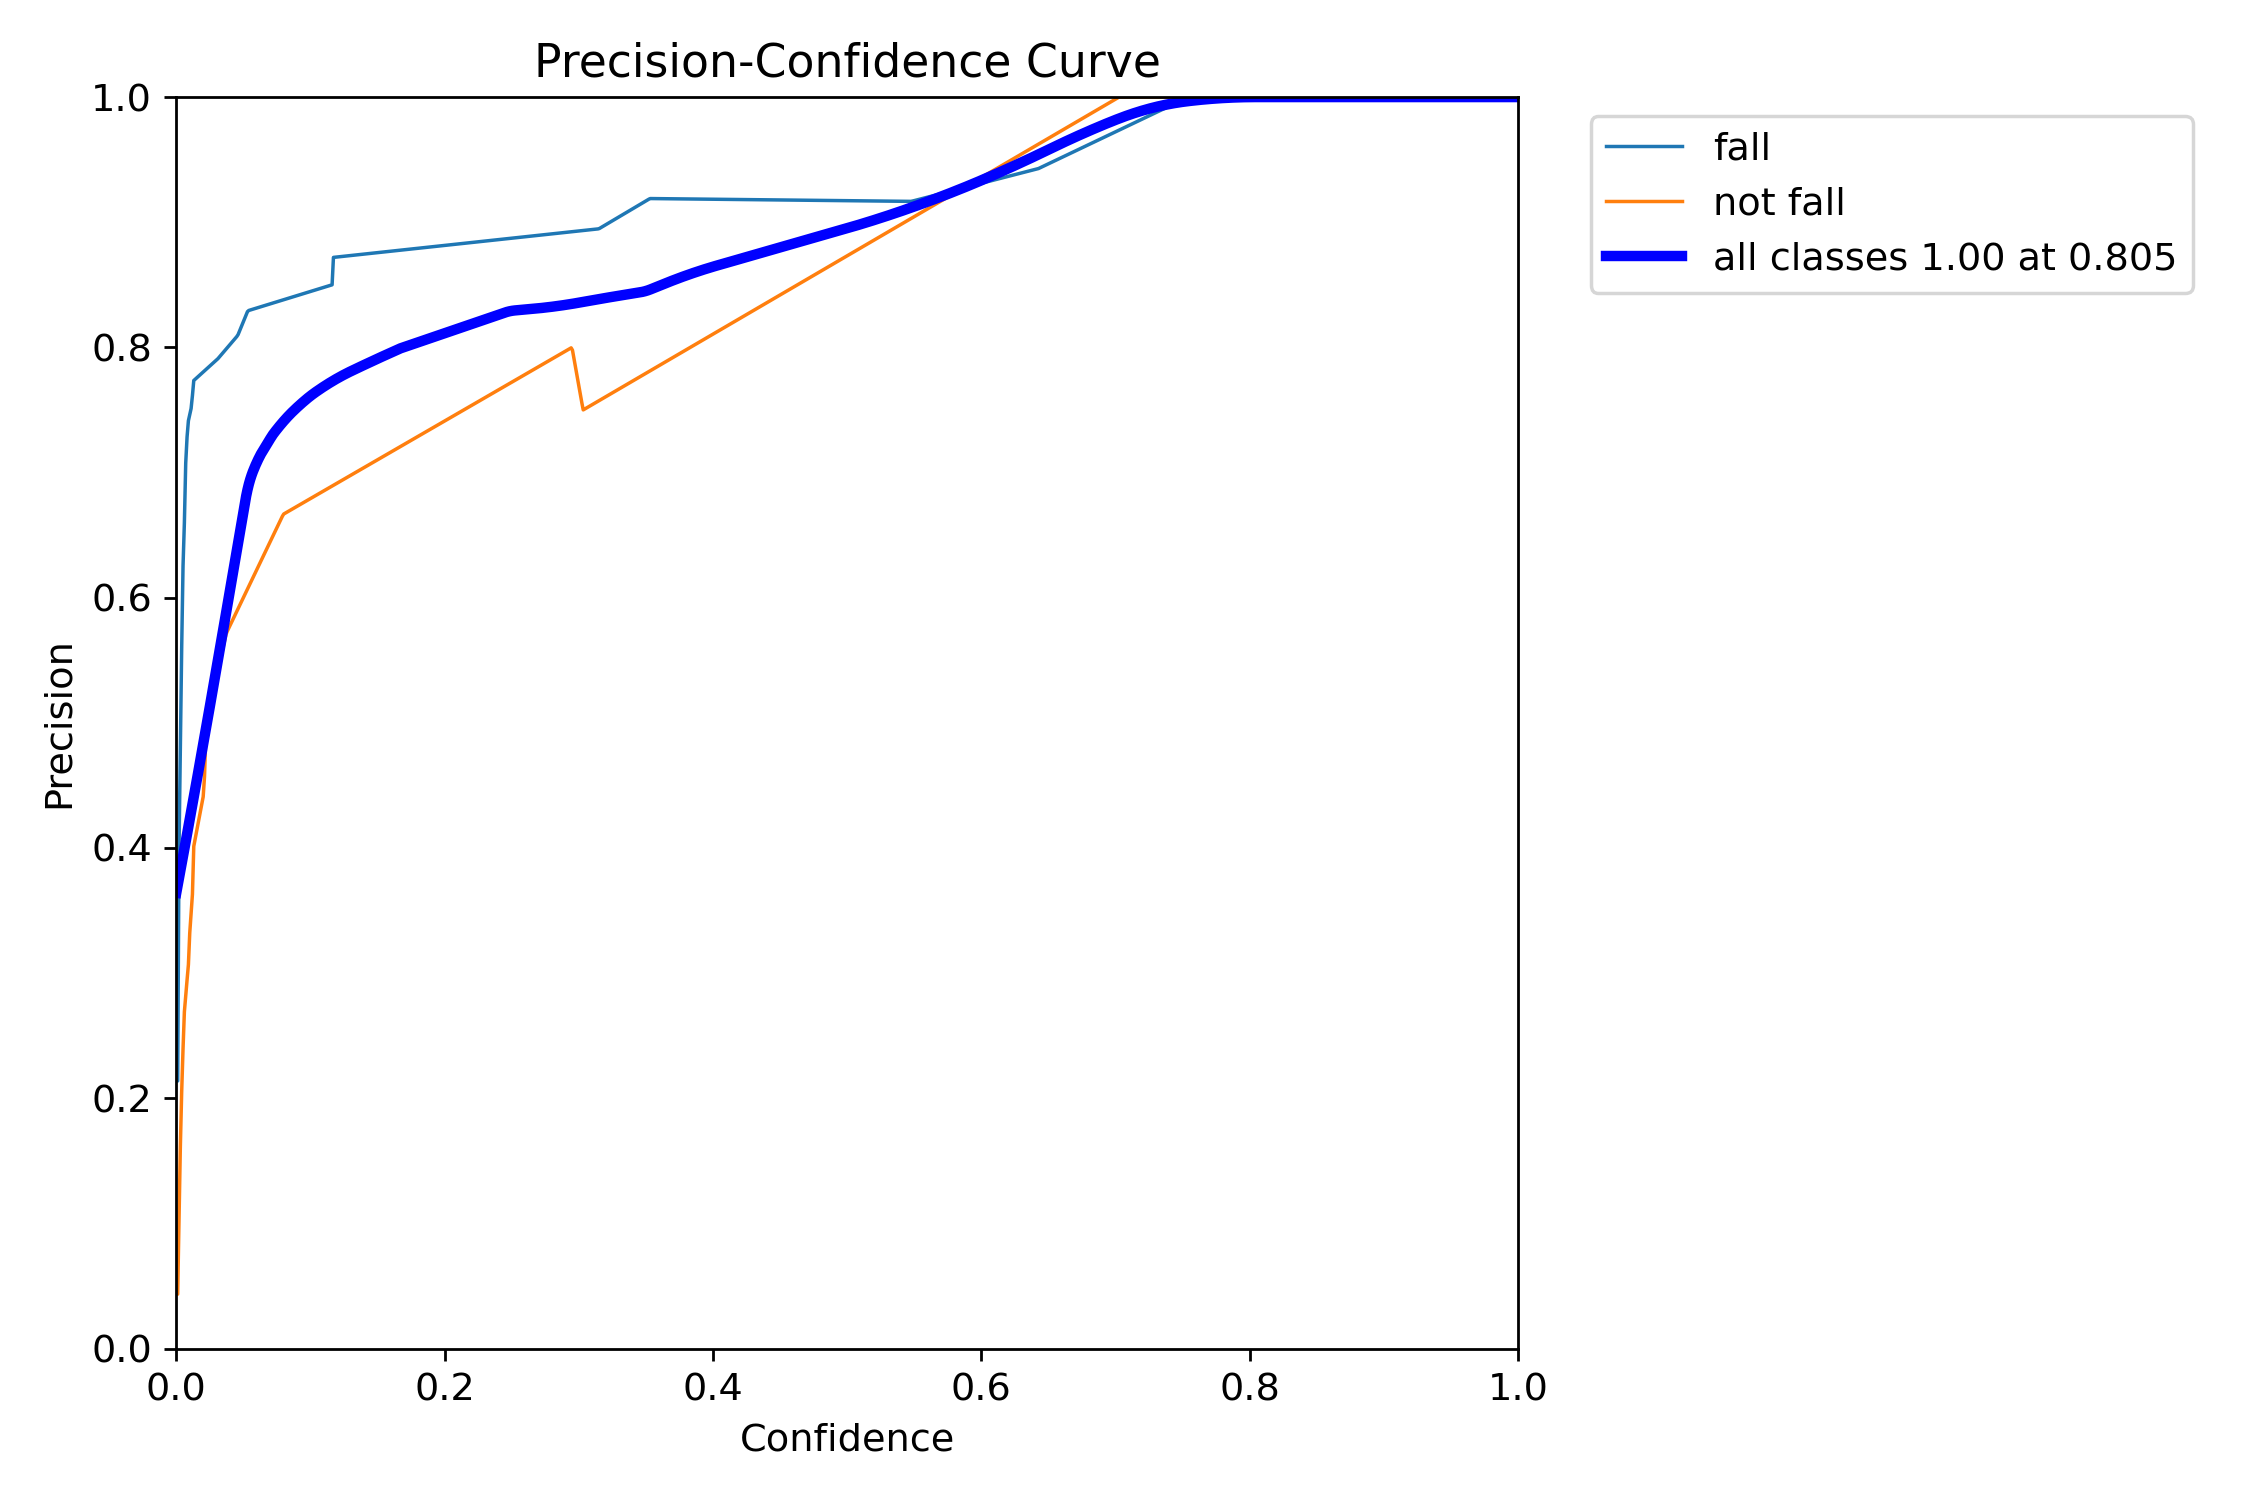 Precision-Confidence Curve
1.0
0.8
0.6
0.4
0.2
0.0
Precision
0.0 0.2 0.4 0.6 0.8 1.0
Confidence
fall
not fall
all classes 1.00 at 0.805